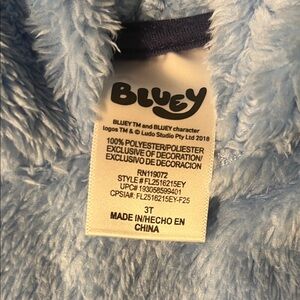 BLUEY
BLUEY TM and BLUEY character
logos TM & © Ludo Studio Pty Ltd 2018
100% POLYESTER/POLIESTER
EXCLUSIVE OF DECORATION/
EXCLUSIVO DE DECORACION
RN119072
STYLE# FL2516215EY
UPC# 193058599401
CPSIA#: FL2516215EY-F25
3T
MADE IN/HECHO EN
CHINA